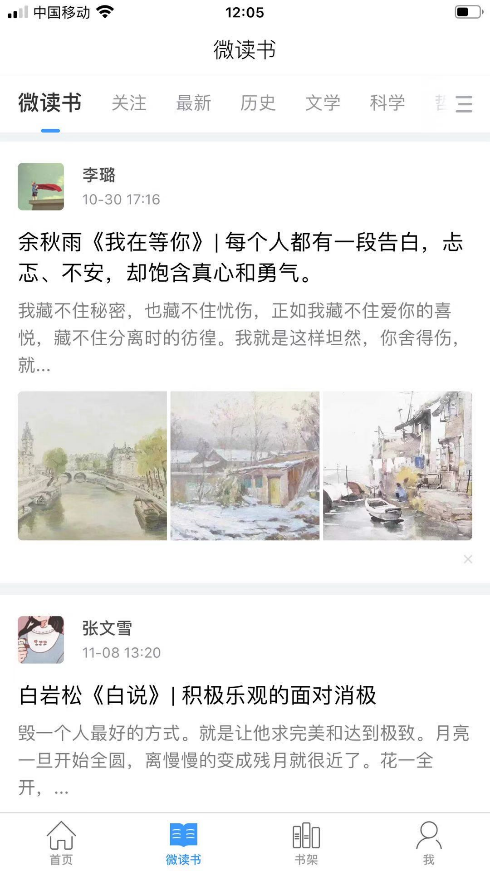 中国移动
12:05
微读书
微读书 关注 最新 历史 文学 科学
李璐
10-30 17:16
余秋雨《我在等你》| 每个人都有一段告白，忐
忑、不安，却饱含真心和勇气。
我藏不住秘密，也藏不住忧伤，正如我藏不住爱你的喜
悦，藏不住分离时的彷徨。我就是这样坦然，你舍得伤，
就...
张文雪
11-08 13:20
白岩松《白说》| 积极乐观的面对消极
毁一个人最好的方式。就是让他求完美和达到极致。月亮
一旦开始全圆，离慢慢的变成残月就很近了。花一全
开，...
首页 微读书 书架 我